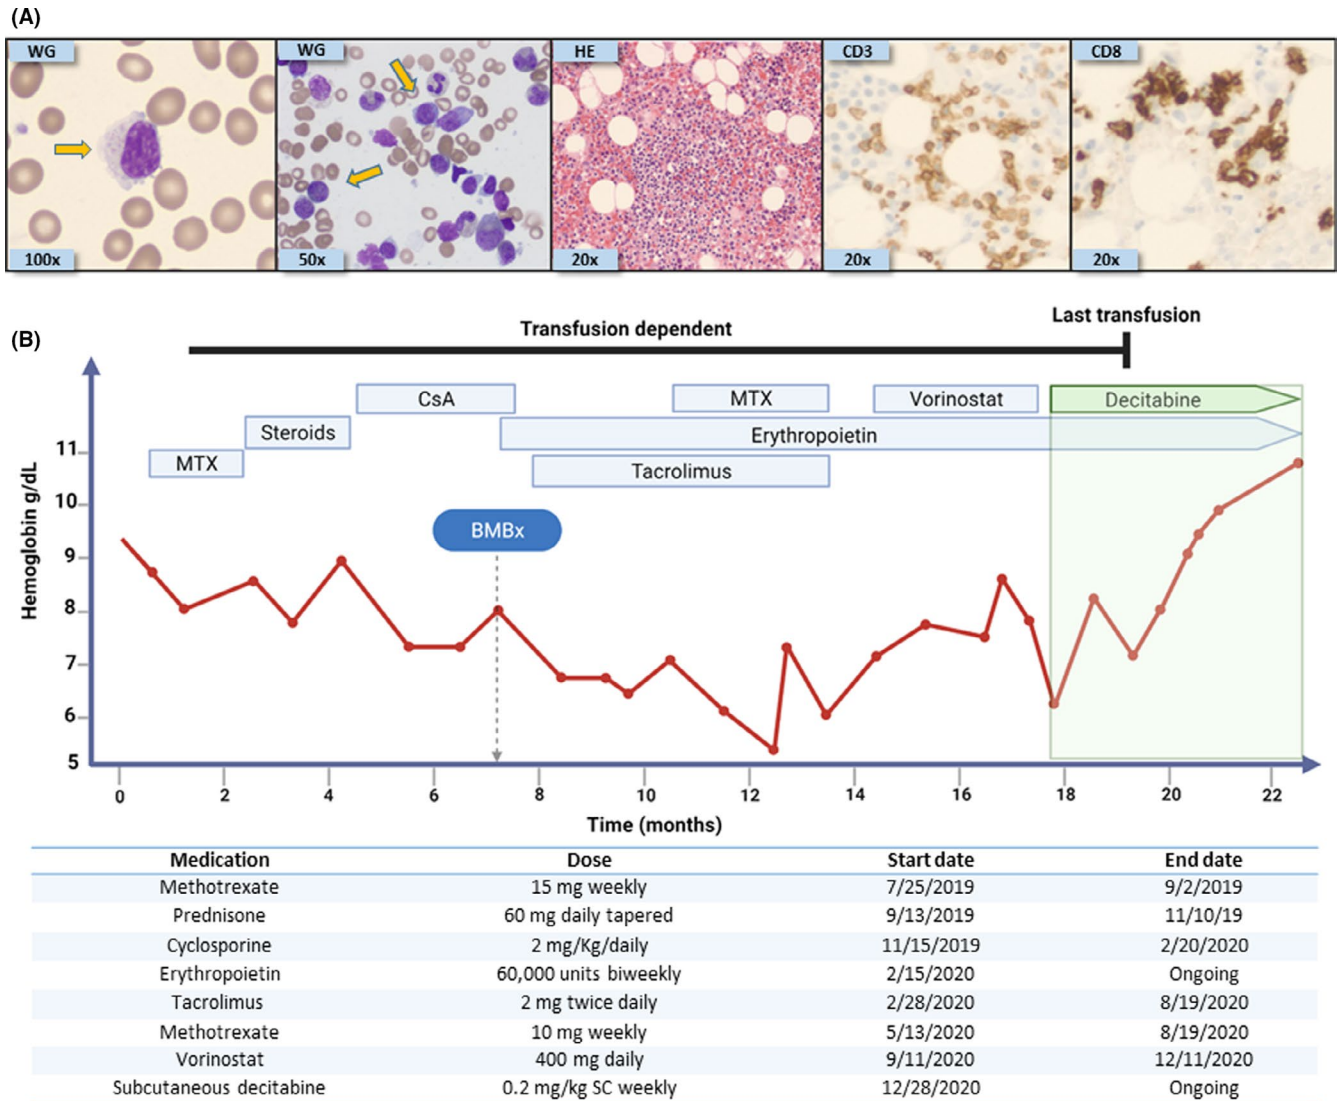 (A)
WG
WG
HE
CD3
CD8
100x
50x
20x
20x
20x
(B)
Transfusion dependent
Last transfusion
CsA
MTX
Vorinostat
Decitabine
Steroids
Erythropoietin
MTX
Tacrolimus
BMBx
Hemoglobin g/dL
11
10
9
8
7
6
5
0 2 4 6 8 10 12 14 16 18 20 22
Time (months)
Medication Dose Start date End date
Methotrexate 15 mg weekly 7/25/2019 9/2/2019
Prednisone 60 mg daily tapered 9/13/2019 11/10/19
Cyclosporine 2 mg/Kg/daily 11/15/2019 2/20/2020
Erythropoietin 60,000 units biweekly 2/15/2020 Ongoing
Tacrolimus 2 mg twice daily 2/28/2020 8/19/2020
Methotrexate 10 mg weekly 5/13/2020 8/19/2020
Vorinostat 400 mg daily 9/11/2020 12/11/2020
Subcutaneous decitabine 0.2 mg/kg SC weekly 12/28/2020 Ongoing